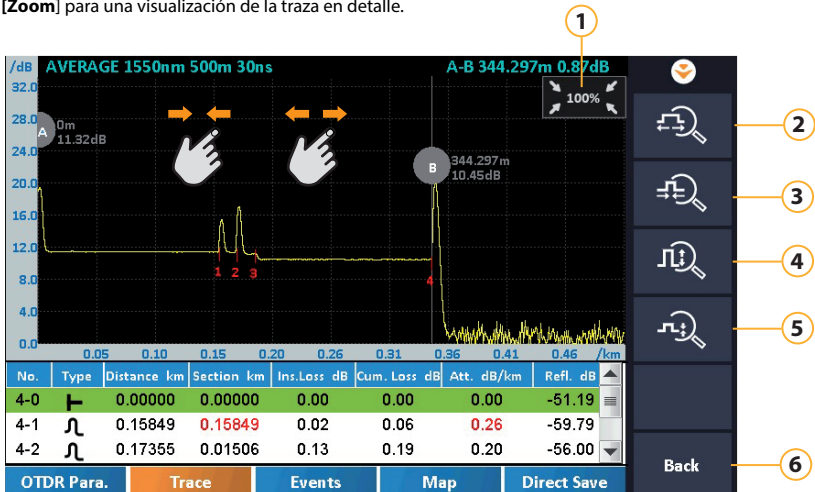 [Zoom] para una visualización de la traza en detalle.
1
/dB AVERAGE 1550nm 500m 30ns A-B 344.297m 0.87dB
32.0
100%
28.0
A
0m
11.32dB
2
24.0
B
344.297m
10.45dB
20.0
3
16.0
12.0
4
8.0
1 2 3 4
4.0
5
0.0
0.05 0.10 0.15 0.20 0.26 0.31 0.36 0.41 0.46 /km
No. Type Distance km Section km Ins.Loss dB Cum. Loss dB Att. dB/km Refl. dB
4-0 0.00000 0.00000 0.00 0.00 0.00 -51.19
4-1 0.15849 0.15849 0.02 0.06 0.26 -59.79
4-2 0.17355 0.01506 0.13 0.19 0.20 -56.00
Back
6
OTDR Para. Trace Events Map Direct Save